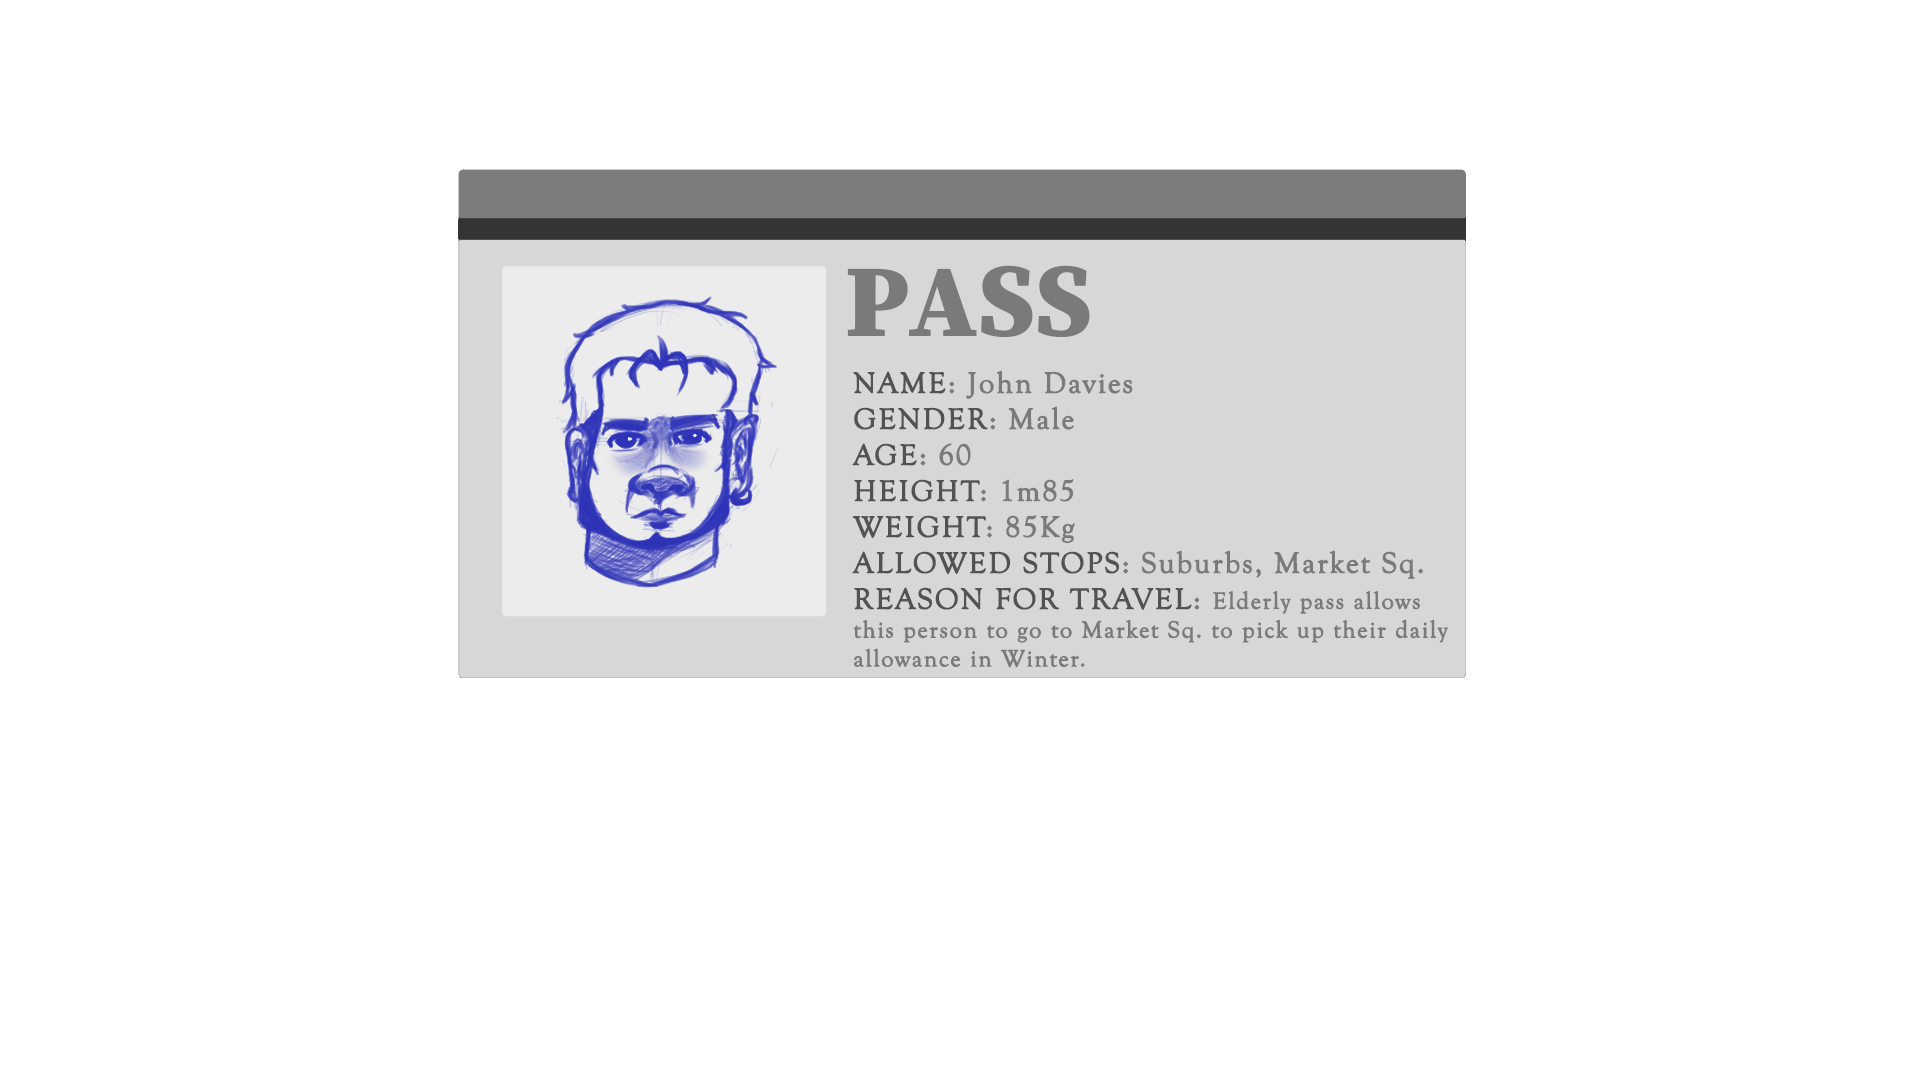 PASS
NAME: John Davies
GENDER: Male
AGE: 60
HEIGHT: 1m85
WEIGHT: 85Kg
ALLOWED STOPS: Suburbs, Market Sq.
REASON FOR TRAVEL: Elderly pass allows
this person to go to Market Sq. to pick up their daily
allowance in Winter.